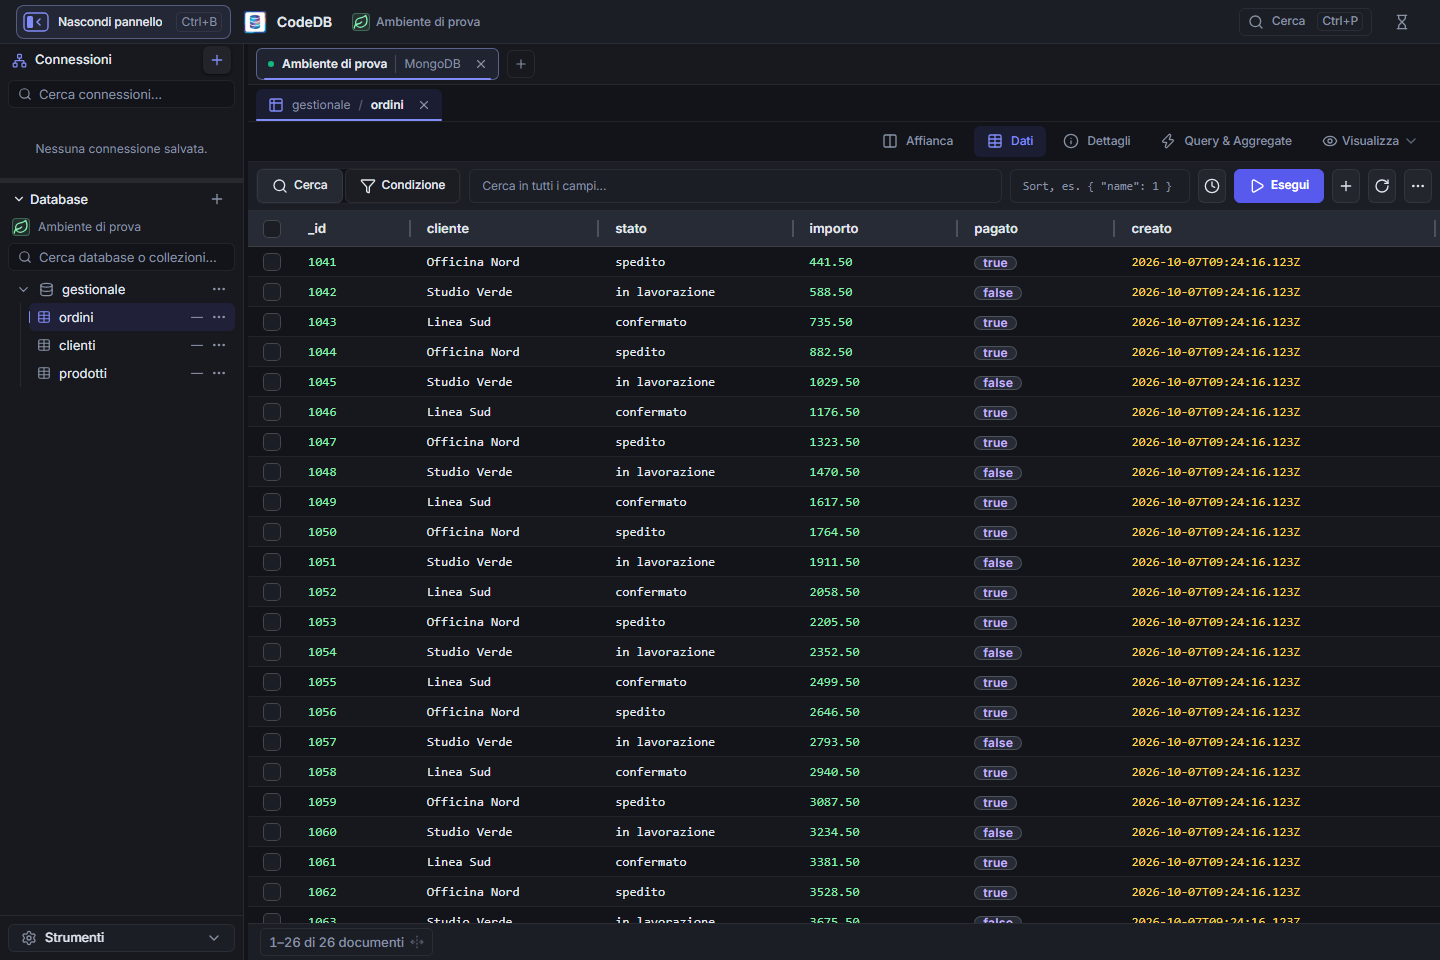 Nascondi pannello Ctrl+B CodeDB Ambiente di prova Cerca Ctrl+P
Connessioni
Cerca connessioni...
Nessuna connessione salvata.
Database
Ambiente di prova
Cerca database o collezioni...
gestionale
ordini
clienti
prodotti
Strumenti
Ambiente di prova MongoDB
gestionale / ordini
Affianca Dati Dettagli Query & Aggregate Visualizza
Cerca Condizione Cerca in tutti i campi... Sort, es. { "name": 1 } Esegui
_id cliente stato importo pagato creato
1041 Officina Nord spedito 441.50 true 2026-10-07T09:24:16.123Z
1042 Studio Verde in lavorazione 588.50 false 2026-10-07T09:24:16.123Z
1043 Linea Sud confermato 735.50 true 2026-10-07T09:24:16.123Z
1044 Officina Nord spedito 882.50 true 2026-10-07T09:24:16.123Z
1045 Studio Verde in lavorazione 1029.50 false 2026-10-07T09:24:16.123Z
1046 Linea Sud confermato 1176.50 true 2026-10-07T09:24:16.123Z
1047 Officina Nord spedito 1323.50 true 2026-10-07T09:24:16.123Z
1048 Studio Verde in lavorazione 1470.50 false 2026-10-07T09:24:16.123Z
1049 Linea Sud confermato 1617.50 true 2026-10-07T09:24:16.123Z
1050 Officina Nord spedito 1764.50 true 2026-10-07T09:24:16.123Z
1051 Studio Verde in lavorazione 1911.50 false 2026-10-07T09:24:16.123Z
1052 Linea Sud confermato 2058.50 true 2026-10-07T09:24:16.123Z
1053 Officina Nord spedito 2205.50 true 2026-10-07T09:24:16.123Z
1054 Studio Verde in lavorazione 2352.50 false 2026-10-07T09:24:16.123Z
1055 Linea Sud confermato 2499.50 true 2026-10-07T09:24:16.123Z
1056 Officina Nord spedito 2646.50 true 2026-10-07T09:24:16.123Z
1057 Studio Verde in lavorazione 2793.50 false 2026-10-07T09:24:16.123Z
1058 Linea Sud confermato 2940.50 true 2026-10-07T09:24:16.123Z
1059 Officina Nord spedito 3087.50 true 2026-10-07T09:24:16.123Z
1060 Studio Verde in lavorazione 3234.50 false 2026-10-07T09:24:16.123Z
1061 Linea Sud confermato 3381.50 true 2026-10-07T09:24:16.123Z
1062 Officina Nord spedito 3528.50 true 2026-10-07T09:24:16.123Z
1063 Studio Verde in lavorazione 3675.50 false 2026-10-07T09:24:16.123Z
1–26 di 26 documenti